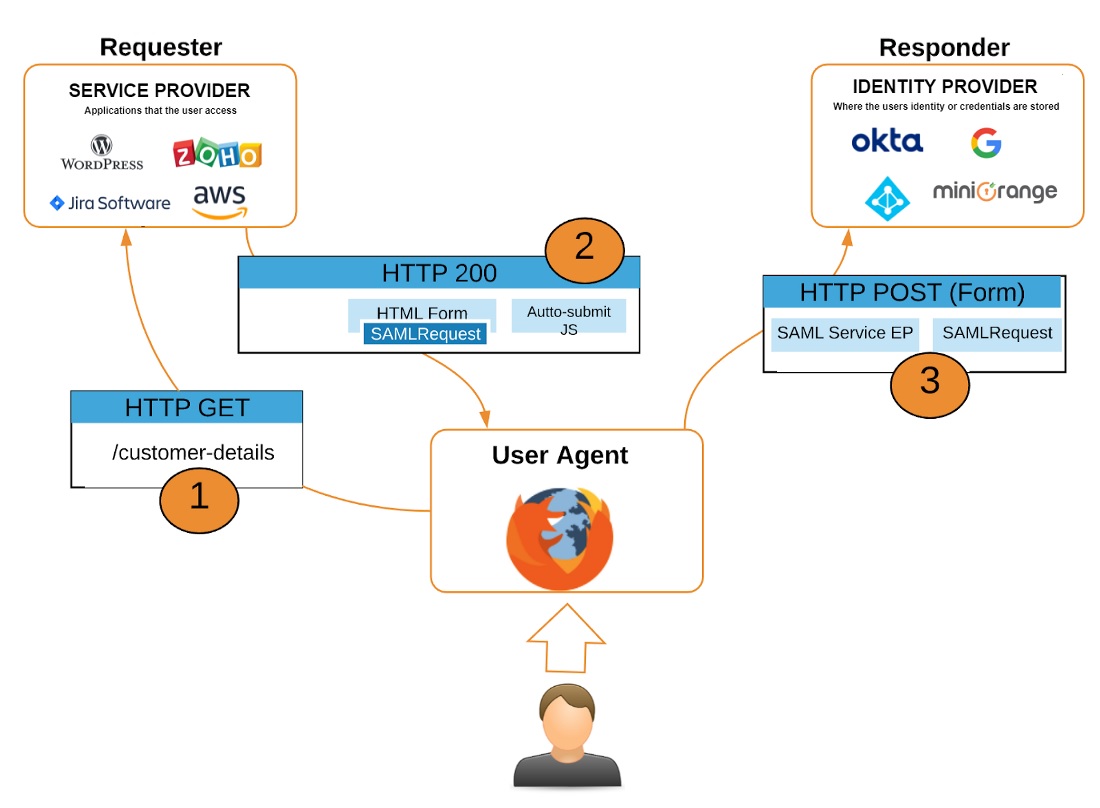 Requester
SERVICE PROVIDER
Applications that the user access
WORDPRESS
ZOHO
Jira Software
aws
Responder
IDENTITY PROVIDER
Where the users identity or credentials are stored
okta
G
miniOrange
2
HTTP 200
HTML Form
SAMLRequest
Autto-submit
JS
HTTP POST (Form)
SAML Service EP
SAMLRequest
3
HTTP GET
/customer-details
1
User Agent